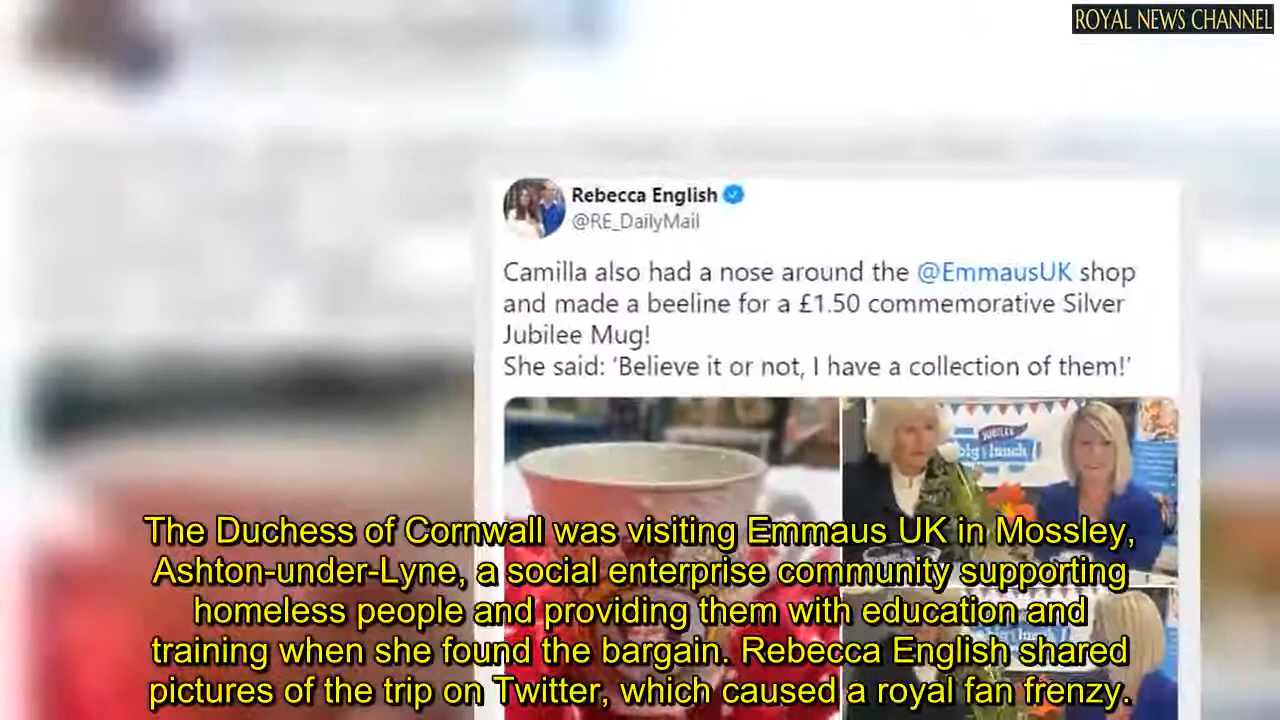 ROYAL NEWS CHANNEL
Rebecca English
@RE_DailyMail
Camilla also had a nose around the @EmmausUK shop
and made a beeline for a £1.50 commemorative Silver
Jubilee Mug!
She said: ‘Believe it or not, I have a collection of them!’
JUBILEE
big lunch
The Duchess of Cornwall was visiting Emmaus UK in Mossley,
Ashton-under-Lyne, a social enterprise community supporting
homeless people and providing them with education and
training when she found the bargain. Rebecca English shared
pictures of the trip on Twitter, which caused a royal fan frenzy.